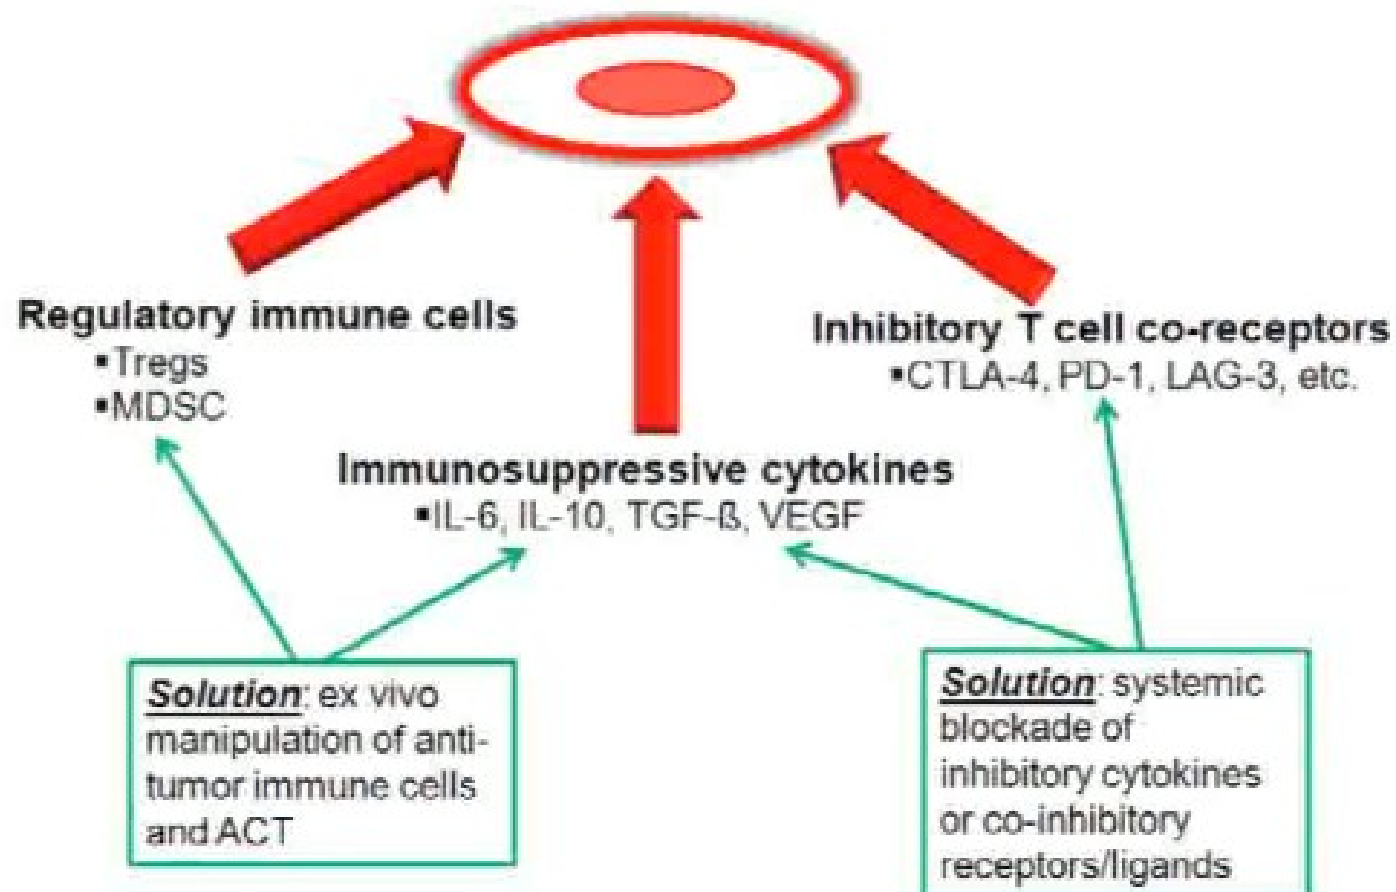 Regulatory immune cells
▪Tregs
▪MDSC
Inhibitory T cell co-receptors
▪CTLA-4, PD-1, LAG-3, etc.
Immunosuppressive cytokines
▪IL-6, IL-10, TGF-ß, VEGF
Solution: ex vivo
manipulation of anti-
tumor immune cells
and ACT
Solution: systemic
blockade of
inhibitory cytokines
or co-inhibitory
receptors/ligands